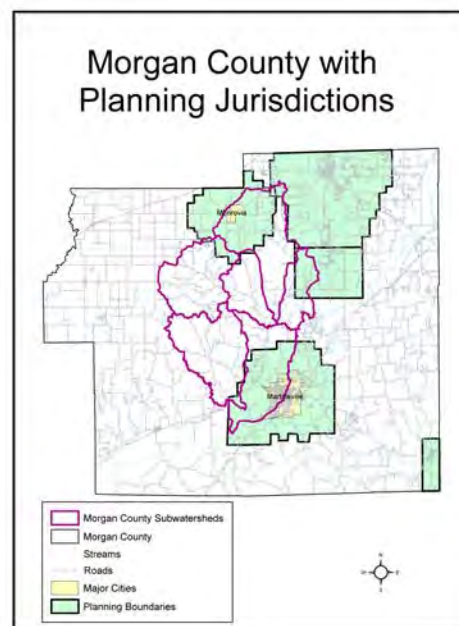 Morgan County with
Planning Jurisdictions
Monrovia
Martinsville
Morgan County Subwatersheds
Morgan County
Streams
Roads
Major Cities
Planning Boundaries